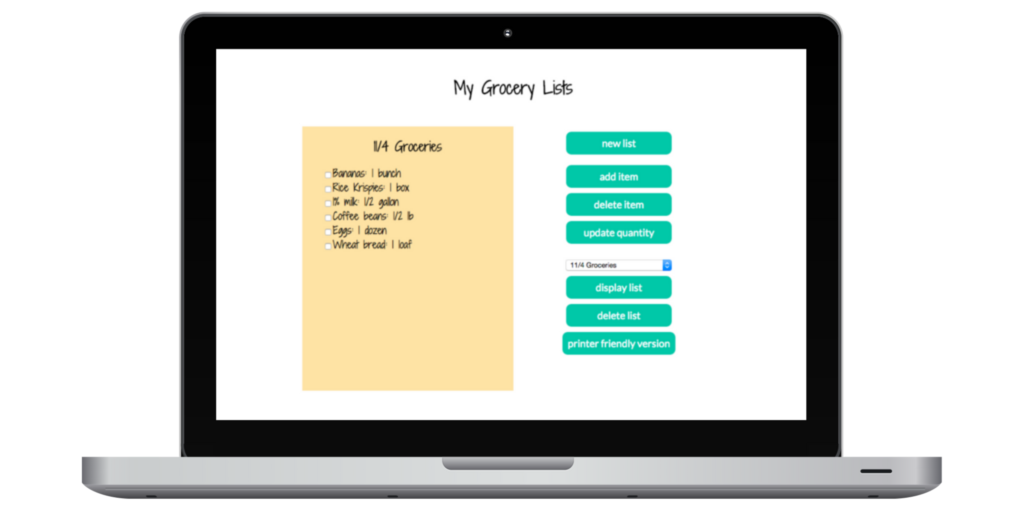 My Grocery Lists
11/4 Groceries
Bananas: 1 bunch
Rice Krispies: 1 box
1% milk: 1/2 gallon
Coffee beans: 1/2 lb
Eggs: 1 dozen
Wheat bread: 1 loaf
new list
add item
delete item
update quantity
11/4 Groceries
display list
delete list
printer friendly version